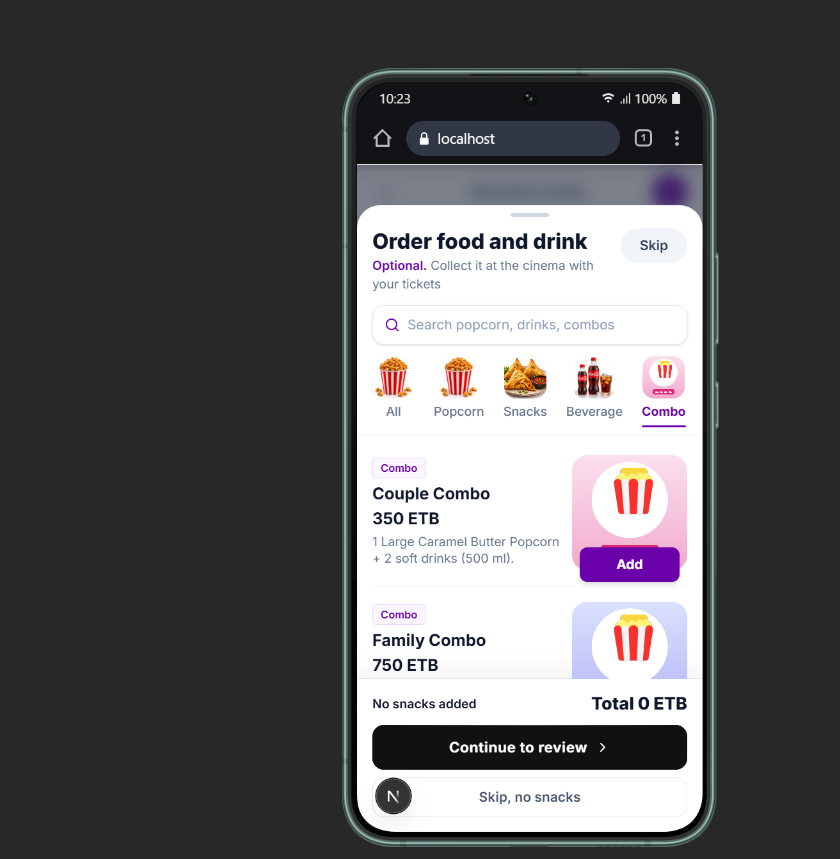 10:23
100%
localhost
1
Order food and drink
Skip
Optional. Collect it at the cinema with
your tickets
Search popcorn, drinks, combos
All
Popcorn
Snacks
Beverage
Combo
Combo
Couple Combo
350 ETB
1 Large Caramel Butter Popcorn
+ 2 soft drinks (500 ml).
Add
Combo
Family Combo
750 ETB
No snacks added
Total 0 ETB
Continue to review
N
Skip, no snacks